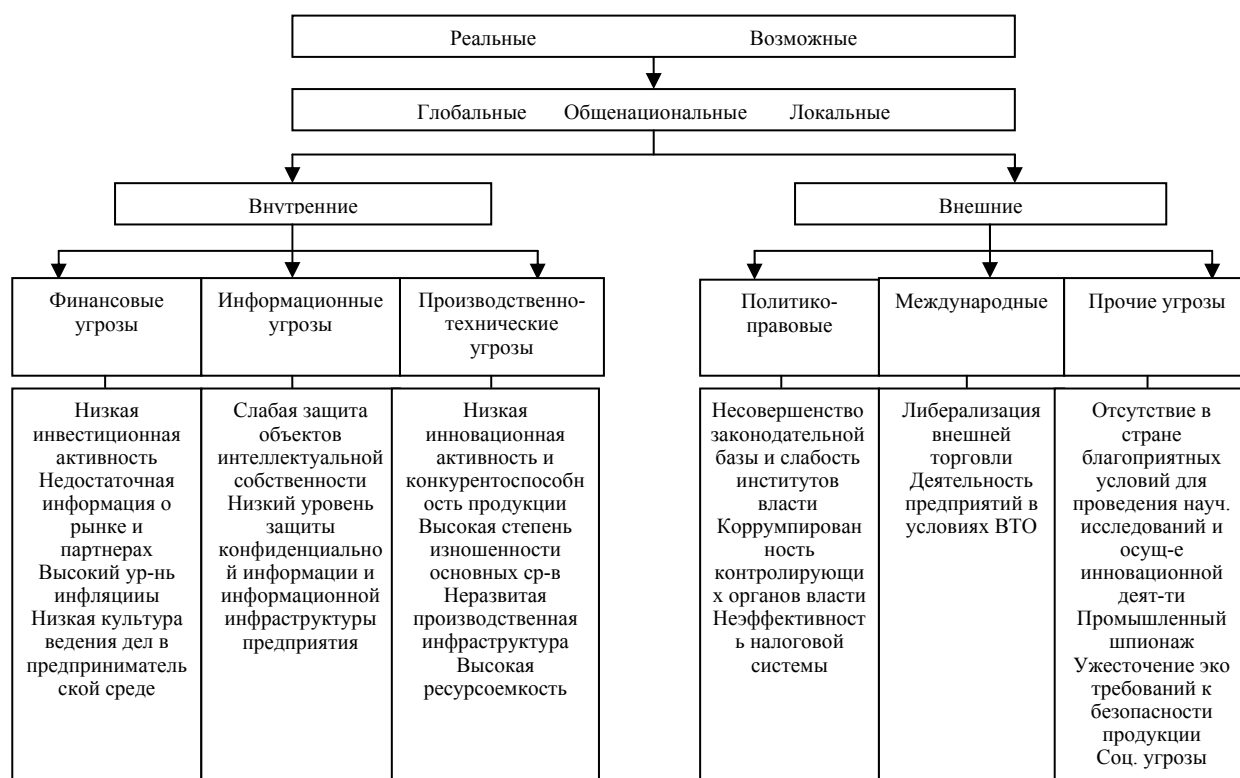 Реальные Возможные
Глобальные Общенациональные Локальные
Внутренние
Внешние
Финансовые
угрозы
Информационные
угрозы
Производственно-
технические
угрозы
Политико-
правовые
Международные
Прочие угрозы
Низкая
инвестиционная
активность
Недостаточная
информация о
рынке и
партнерах
Высокий ур-нь
инфляцииы
Низкая культура
ведения дел в
предприниматель
ской среде
Слабая защита
объектов
интеллектуальной
собственности
Низкий уровень
защиты
конфиденциально
й информации и
информационной
инфраструктуры
предприятия
Низкая
инновационная
активность и
конкурентоспособн
ость продукции
Высокая степень
изношенности
основных ср-в
Неразвитая
производственная
инфраструктура
Высокая
ресурсоемкость
Несовершенство
законодательной
базы и слабость
институтов
власти
Коррумпирован
ность
контролирующи
х органов власти
Неэффективност
ь налоговой
системы
Либерализация
внешней
торговли
Деятельность
предприятий в
условиях ВТО
Отсутствие в
стране
благоприятных
условий для
проведения науч.
исследований и
осущ-е
инновационной
деят-ти
Промышленный
шпионаж
Ужесточение эко
требований к
безопасности
продукции
Соц. угрозы